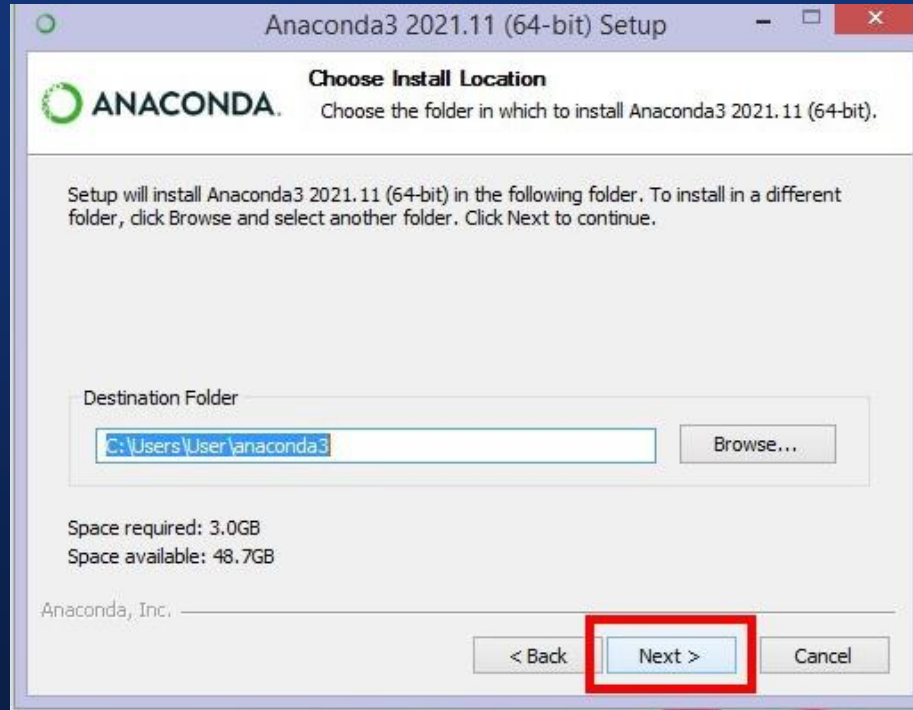 Anaconda3 2021.11 (64-bit) Setup
ANACONDA.
Choose Install Location
Choose the folder in which to install Anaconda3 2021.11 (64-bit).
Setup will install Anaconda3 2021.11 (64-bit) in the following folder. To install in a different
folder, click Browse and select another folder. Click Next to continue.
Destination Folder
C:\Users\User\anaconda3
Browse...
Space required: 3.0GB
Space available: 48.7GB
Anaconda, Inc.
< Back
Next >
Cancel